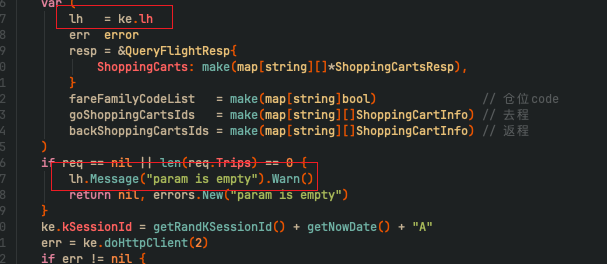 var (
lh   = ke.lh
err  error
resp = &QueryFlightResp{
ShoppingCarts: make(map[string][]*ShoppingCartsResp),
}
fareFamilyCodeList   = make(map[string]bool)             // 仓位code
goShoppingCartsIds   = make(map[string][]ShoppingCartInfo) // 去程
backShoppingCartsIds = make(map[string][]ShoppingCartInfo) // 返程
)
if req == nil || len(req.Trips) == 0 {
lh.Message("param is empty").Warn()
return nil, errors.New("param is empty")
}
ke.kSessionId = getRandKSessionId() + getNowDate() + "A"
err = ke.doHttpClient(2)
if err != nil {